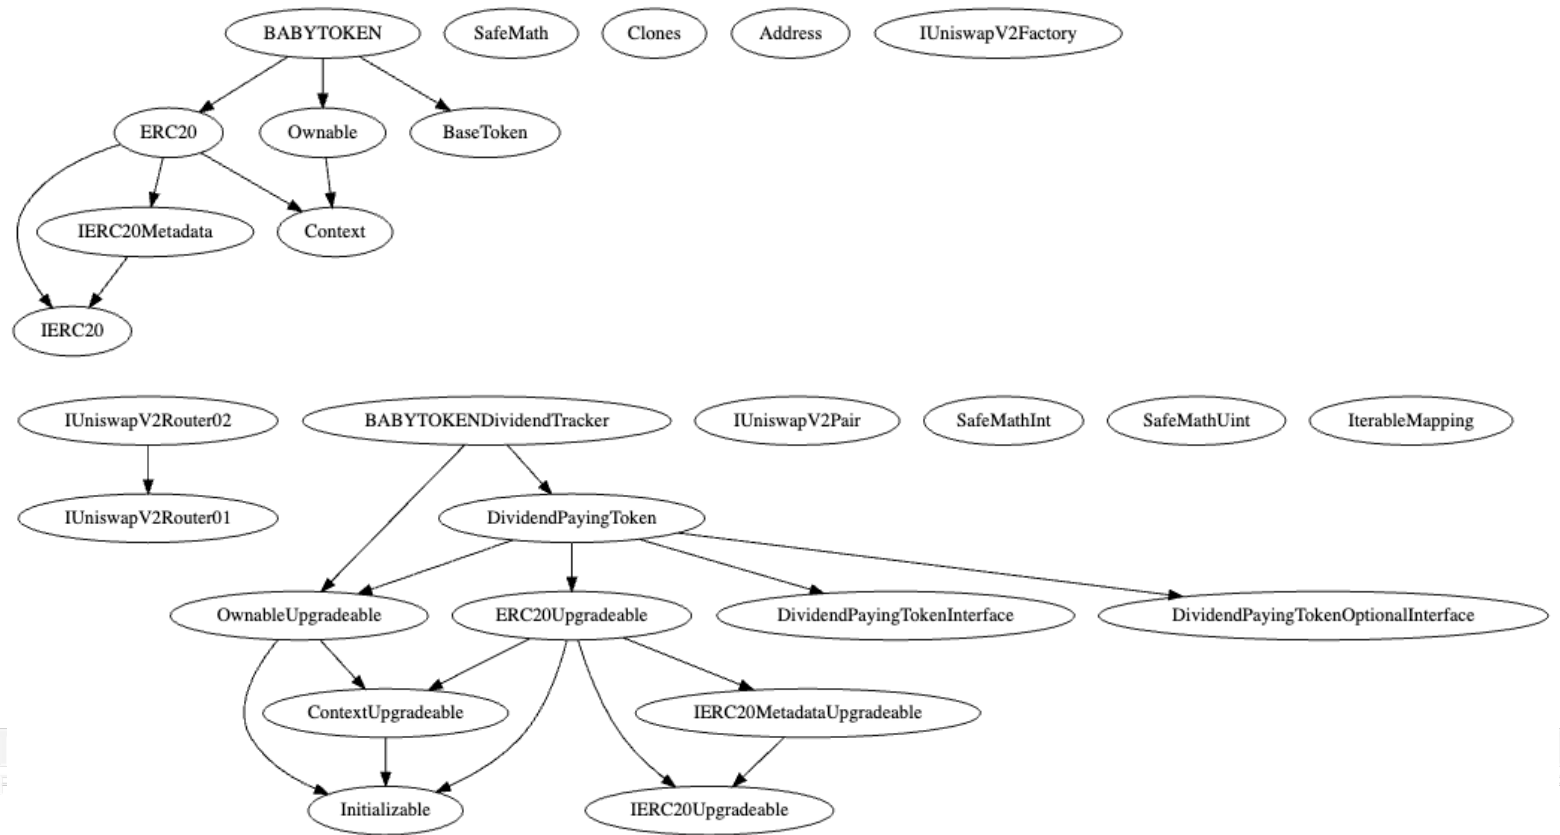 BABYTOKEN SafeMath Clones Address IUniswapV2Factory
ERC20 Ownable BaseToken
IERC20Metadata Context
IERC20
IUniswapV2Router02 BABYTOKENDividendTracker IUniswapV2Pair SafeMathInt SafeMathUint IterableMapping
IUniswapV2Router01 DividendPayingToken
OwnableUpgradeable ERC20Upgradeable DividendPayingTokenInterface DividendPayingTokenOptionalInterface
ContextUpgradeable IERC20MetadataUpgradeable
Initializable IERC20Upgradeable